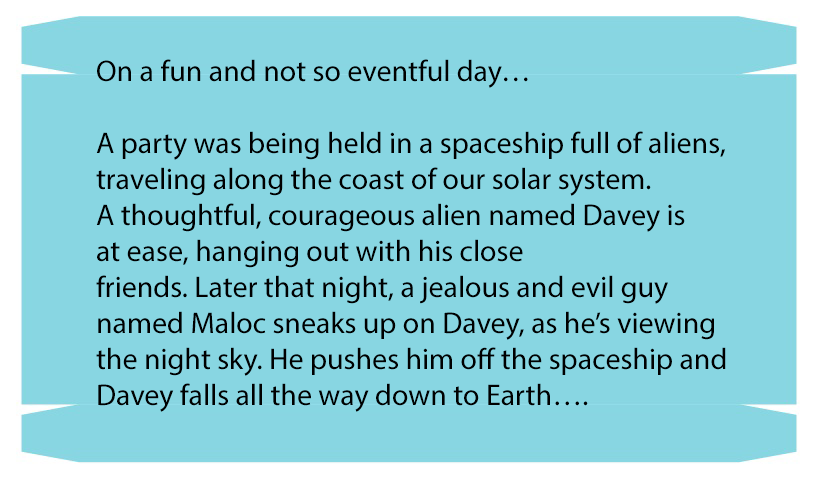 On a fun and not so eventful day…
A party was being held in a spaceship full of aliens,
traveling along the coast of our solar system.
A thoughtful, courageous alien named Davey is
at ease, hanging out with his close
friends. Later that night, a jealous and evil guy
named Maloc sneaks up on Davey, as he’s viewing
the night sky. He pushes him off the spaceship and
Davey falls all the way down to Earth….